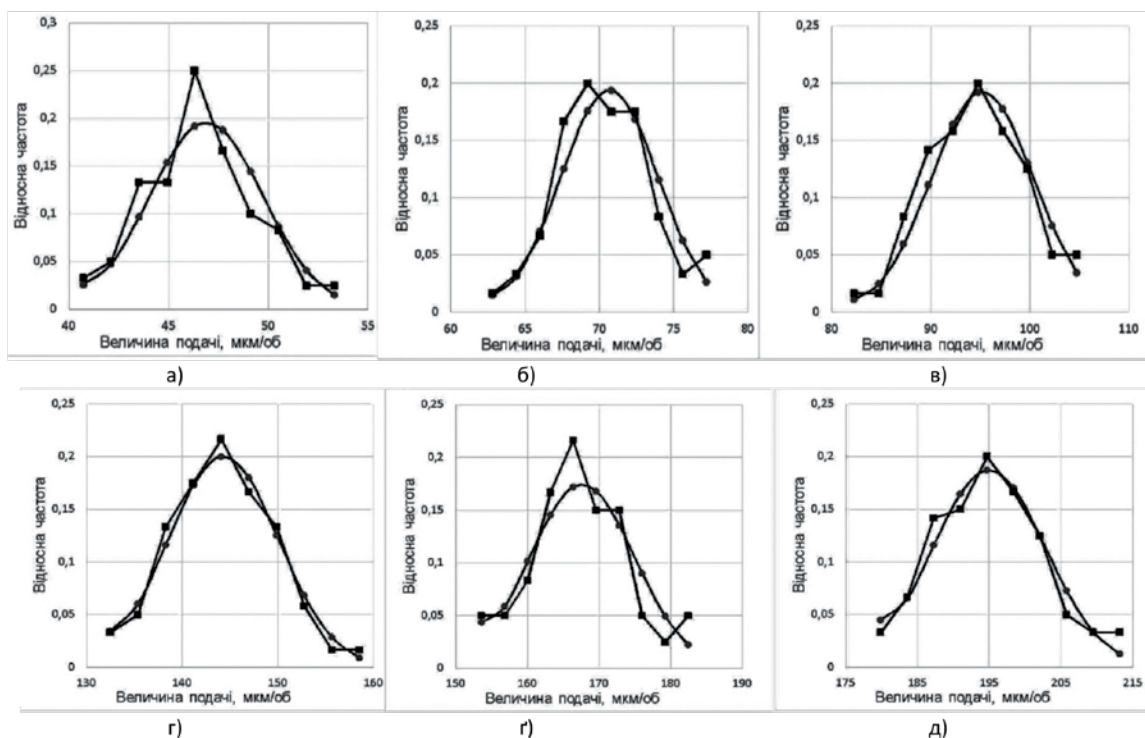 0,3
0,25
0,2
0,15
0,1
0,05
0
Відносна частота
40 45 50 55
Величина подачі, мкм/об
а)
0,25
0,2
0,15
0,1
0,05
0
Відносна частота
60 65 70 75 80
Величина подачі, мкм/об
б)
0,25
0,2
0,15
0,1
0,05
0
Відносна частота
80 90 100 110
Величина подачі, мкм/об
в)
0,25
0,2
0,15
0,1
0,05
0
Відносна частота
130 140 150 160
Величина подачі, мкм/об
г)
0,25
0,2
0,15
0,1
0,05
0
Відносна частота
150 160 170 180 190
Величина подачі, мкм/об
ґ)
0,25
0,2
0,15
0,1
0,05
0
Відносна частота
175 185 195 205 215
Величина подачі, мкм/об
д)